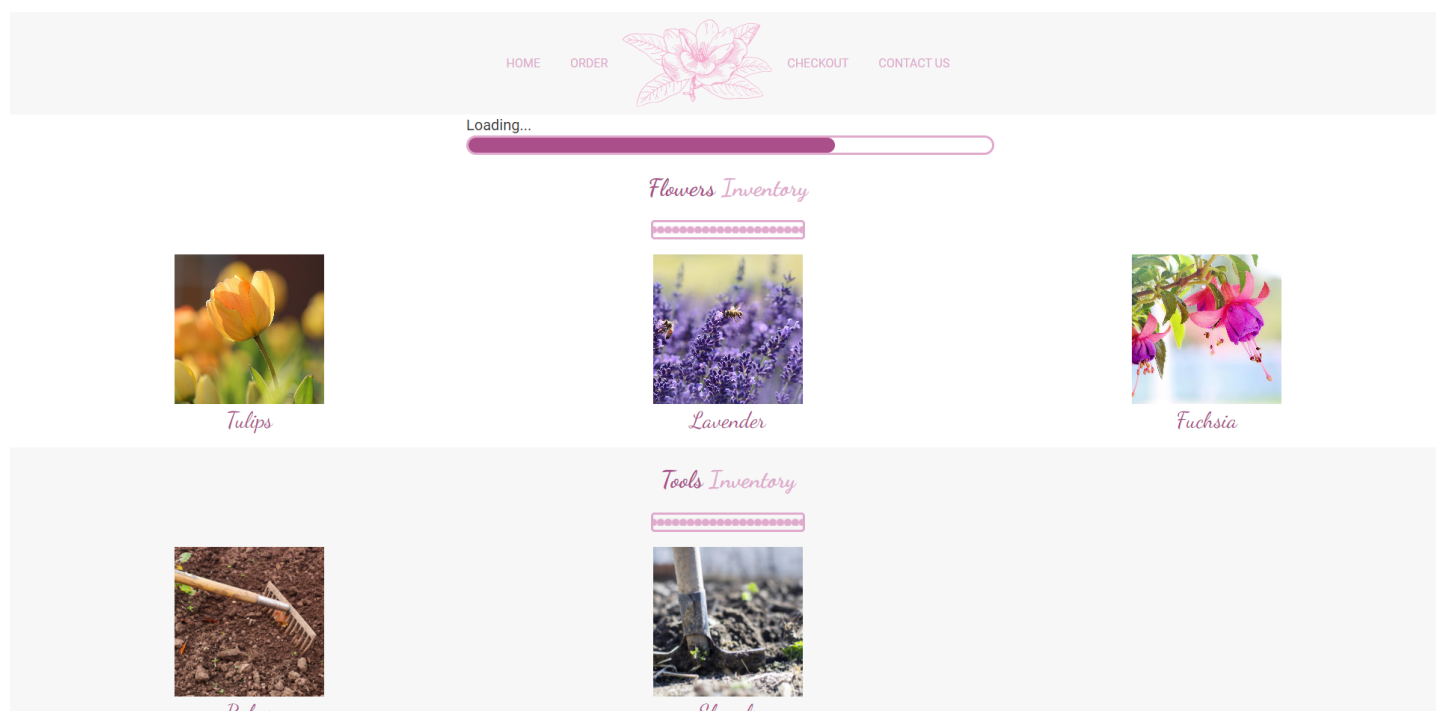 HOME ORDER CHECKOUT CONTACT US
Loading...
Flowers Inventory
Tulips Lavender Fuchsia
Tools Inventory